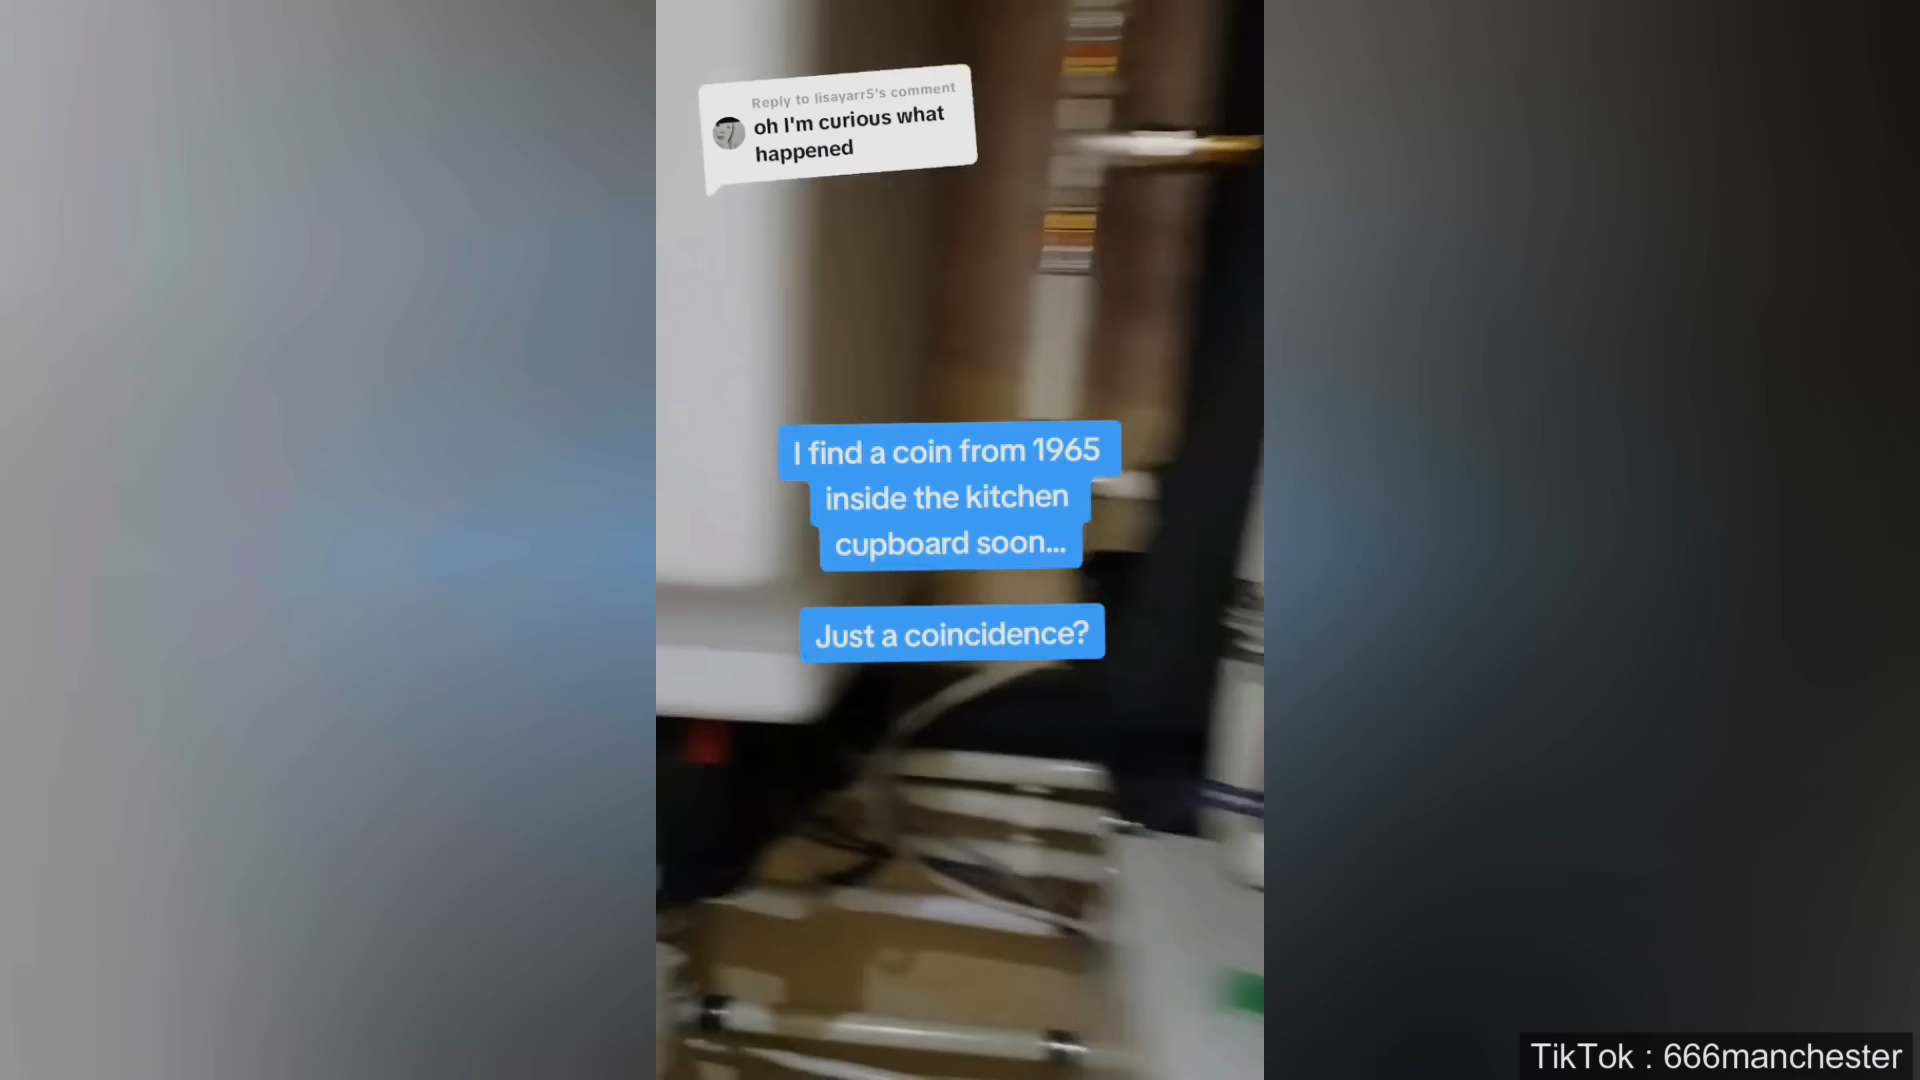 Reply to lisayarr5's comment
oh I'm curious what
happened
I find a coin from 1965
inside the kitchen
cupboard soon...
Just a coincidence?
TikTok : 666manchester